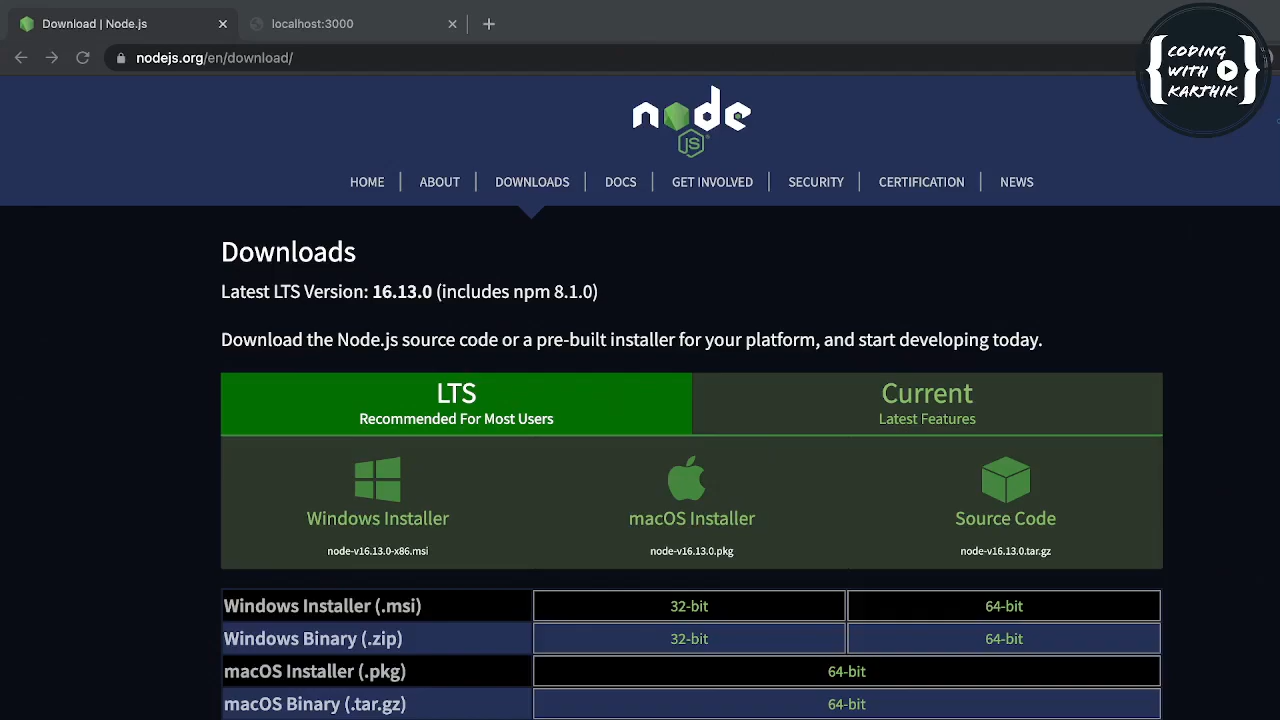 Download | Node.js
localhost:3000
nodejs.org/en/download/
CODING
WITH
KARTHIK
node
JS
HOME
ABOUT
DOWNLOADS
DOCS
GET INVOLVED
SECURITY
CERTIFICATION
NEWS
Downloads
Latest LTS Version: 16.13.0 (includes npm 8.1.0)
Download the Node.js source code or a pre-built installer for your platform, and start developing today.
LTS
Recommended For Most Users
Current
Latest Features
Windows Installer
node-v16.13.0-x86.msi
macOS Installer
node-v16.13.0.pkg
Source Code
node-v16.13.0.tar.gz
Windows Installer (.msi) 32-bit 64-bit
Windows Binary (.zip) 32-bit 64-bit
macOS Installer (.pkg) 64-bit
macOS Binary (.tar.gz) 64-bit